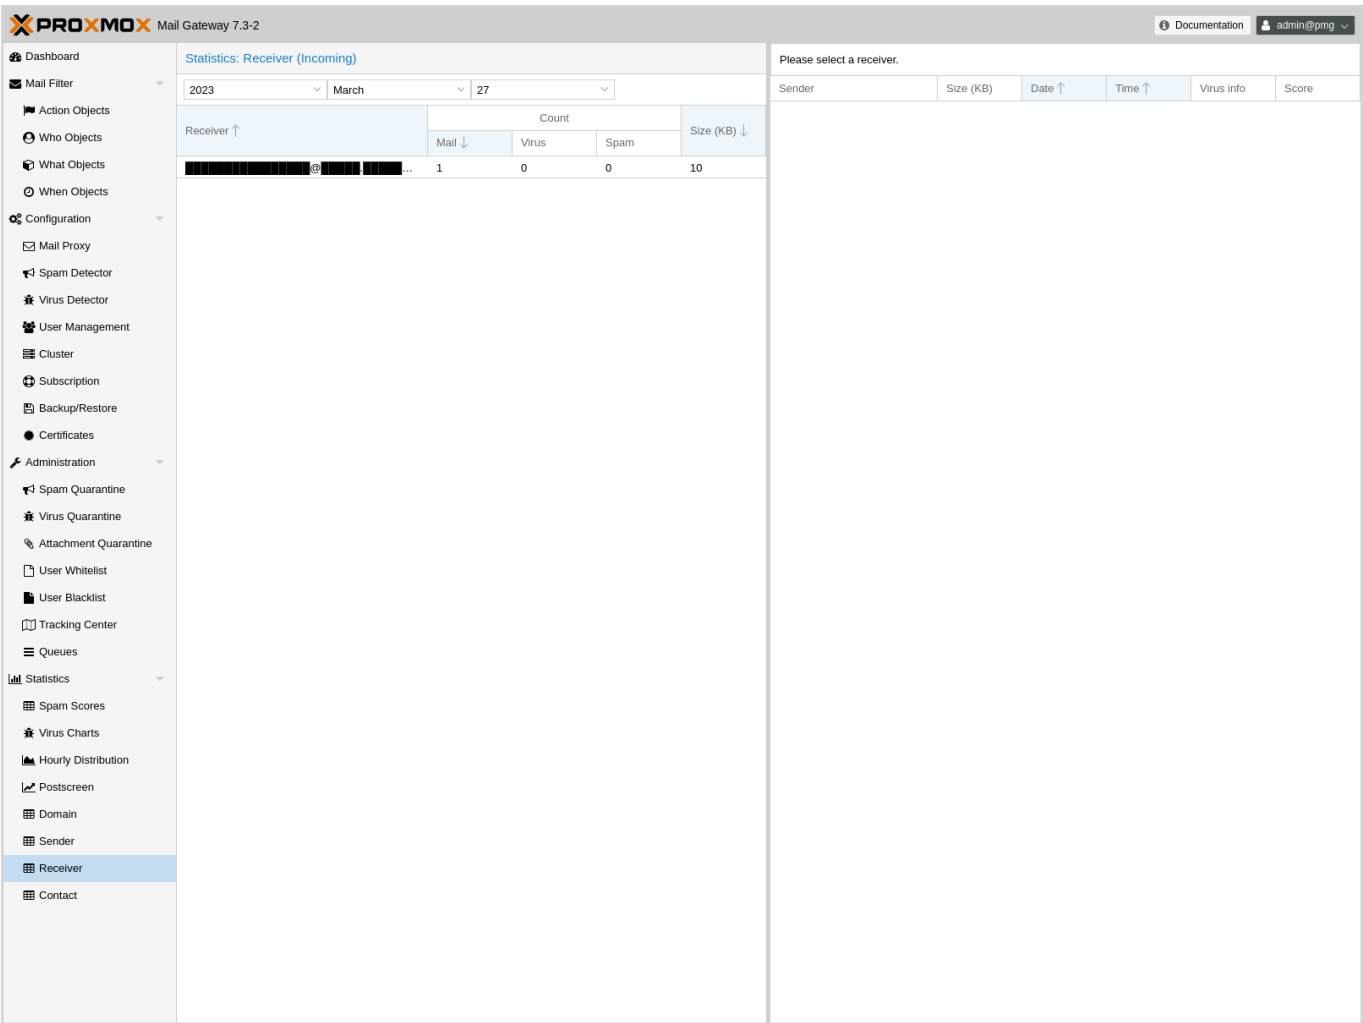 PROXMOX Mail Gateway 7.3-2
Documentation
admin@pmg
Dashboard
Mail Filter
Action Objects
Who Objects
What Objects
When Objects
Configuration
Mail Proxy
Spam Detector
Virus Detector
User Management
Cluster
Subscription
Backup/Restore
Certificates
Administration
Spam Quarantine
Virus Quarantine
Attachment Quarantine
User Whitelist
User Blacklist
Tracking Center
Queues
Statistics
Spam Scores
Virus Charts
Hourly Distribution
Postscreen
Domain
Sender
Receiver
Contact
Statistics: Receiver (Incoming)
2023 March 27
Receiver Count Size (KB)
Mail Virus Spam
@ . ... 1 0 0 10
Please select a receiver.
Sender Size (KB) Date Time Virus info Score